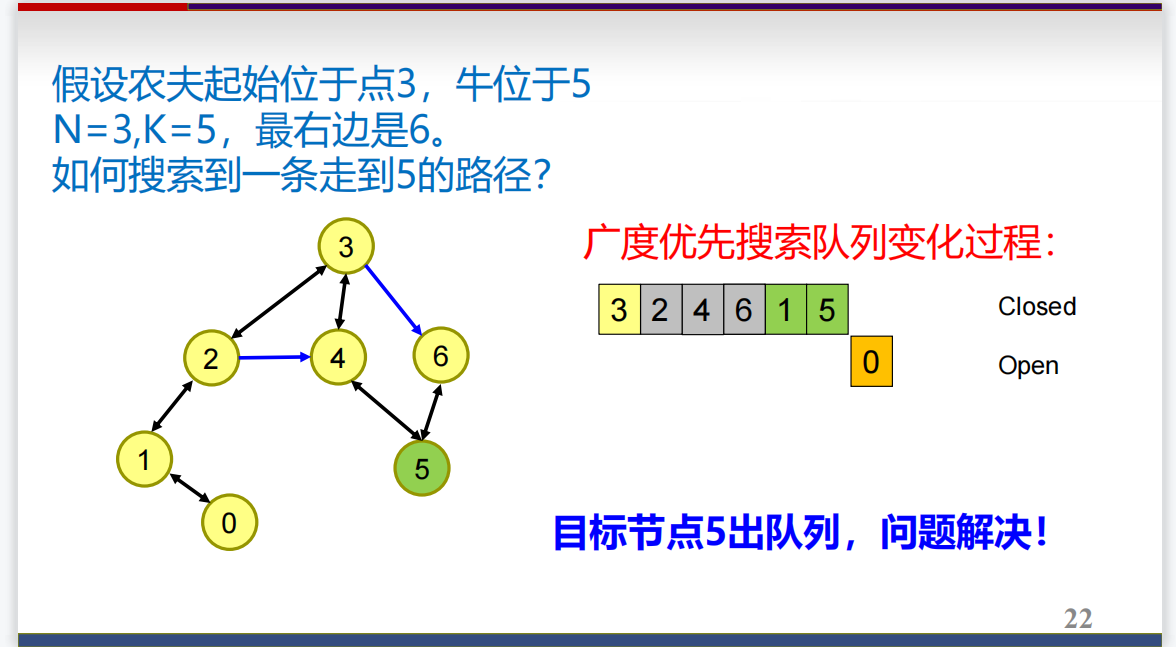 假设农夫起始位于点3，牛位于5
N=3,K=5，最右边是6。
如何搜索到一条走到5的路径?
广度优先搜索队列变化过程：
3 2 4 6 1 5
Closed
0
Open
3
2
4
6
1
5
0
目标节点5出队列，问题解决！
22